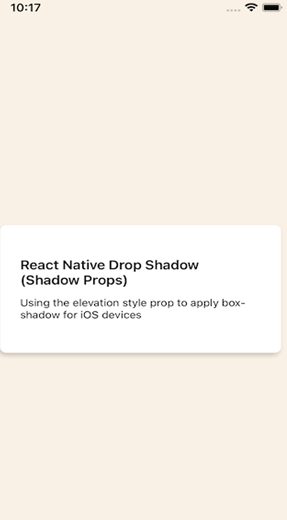 10:17
React Native Drop Shadow
(Shadow Props)
Using the elevation style prop to apply box-
shadow for iOS devices